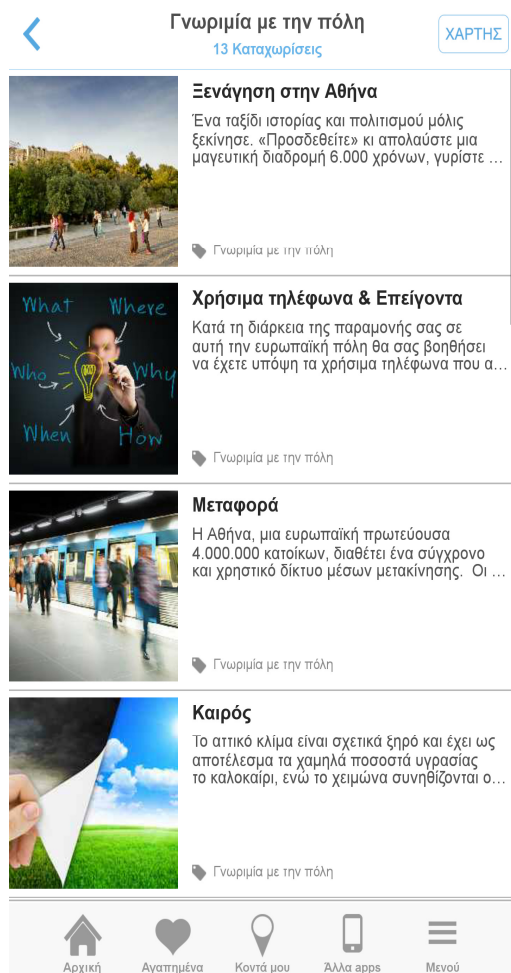 Γνωριμία με την πόλη
13 Καταχωρίσεις
ΧΑΡΤΗΣ
Ξενάγηση στην Αθήνα
Ένα ταξίδι ιστορίας και πολιτισμού μόλις
ξεκίνησε. «Προσδεθείτε» κι απολαύστε μια
μαγευτική διαδρομή 6.000 χρόνων, γυρίστε ...
Γνωριμία με την πόλη
What Where
Who Why
When How
Χρήσιμα τηλέφωνα & Επείγοντα
Κατά τη διάρκεια της παραμονής σας σε
αυτή την ευρωπαϊκή πόλη θα σας βοηθήσει
να έχετε υπόψη τα χρήσιμα τηλέφωνα που α...
Γνωριμία με την πόλη
Μεταφορά
Η Αθήνα, μια ευρωπαϊκή πρωτεύουσα
4.000.000 κατοίκων, διαθέτει ένα σύγχρονο
και χρηστικό δίκτυο μέσων μετακίνησης. Οι ...
Γνωριμία με την πόλη
Καιρός
Το αττικό κλίμα είναι σχετικά ξηρό και έχει ως
αποτέλεσμα τα χαμηλά ποσοστά υγρασίας
το καλοκαίρι, ενώ το χειμώνα συνηθίζονται ο...
Γνωριμία με την πόλη
Αρχική Αγαπημένα Κοντά μου Άλλα apps Μενού